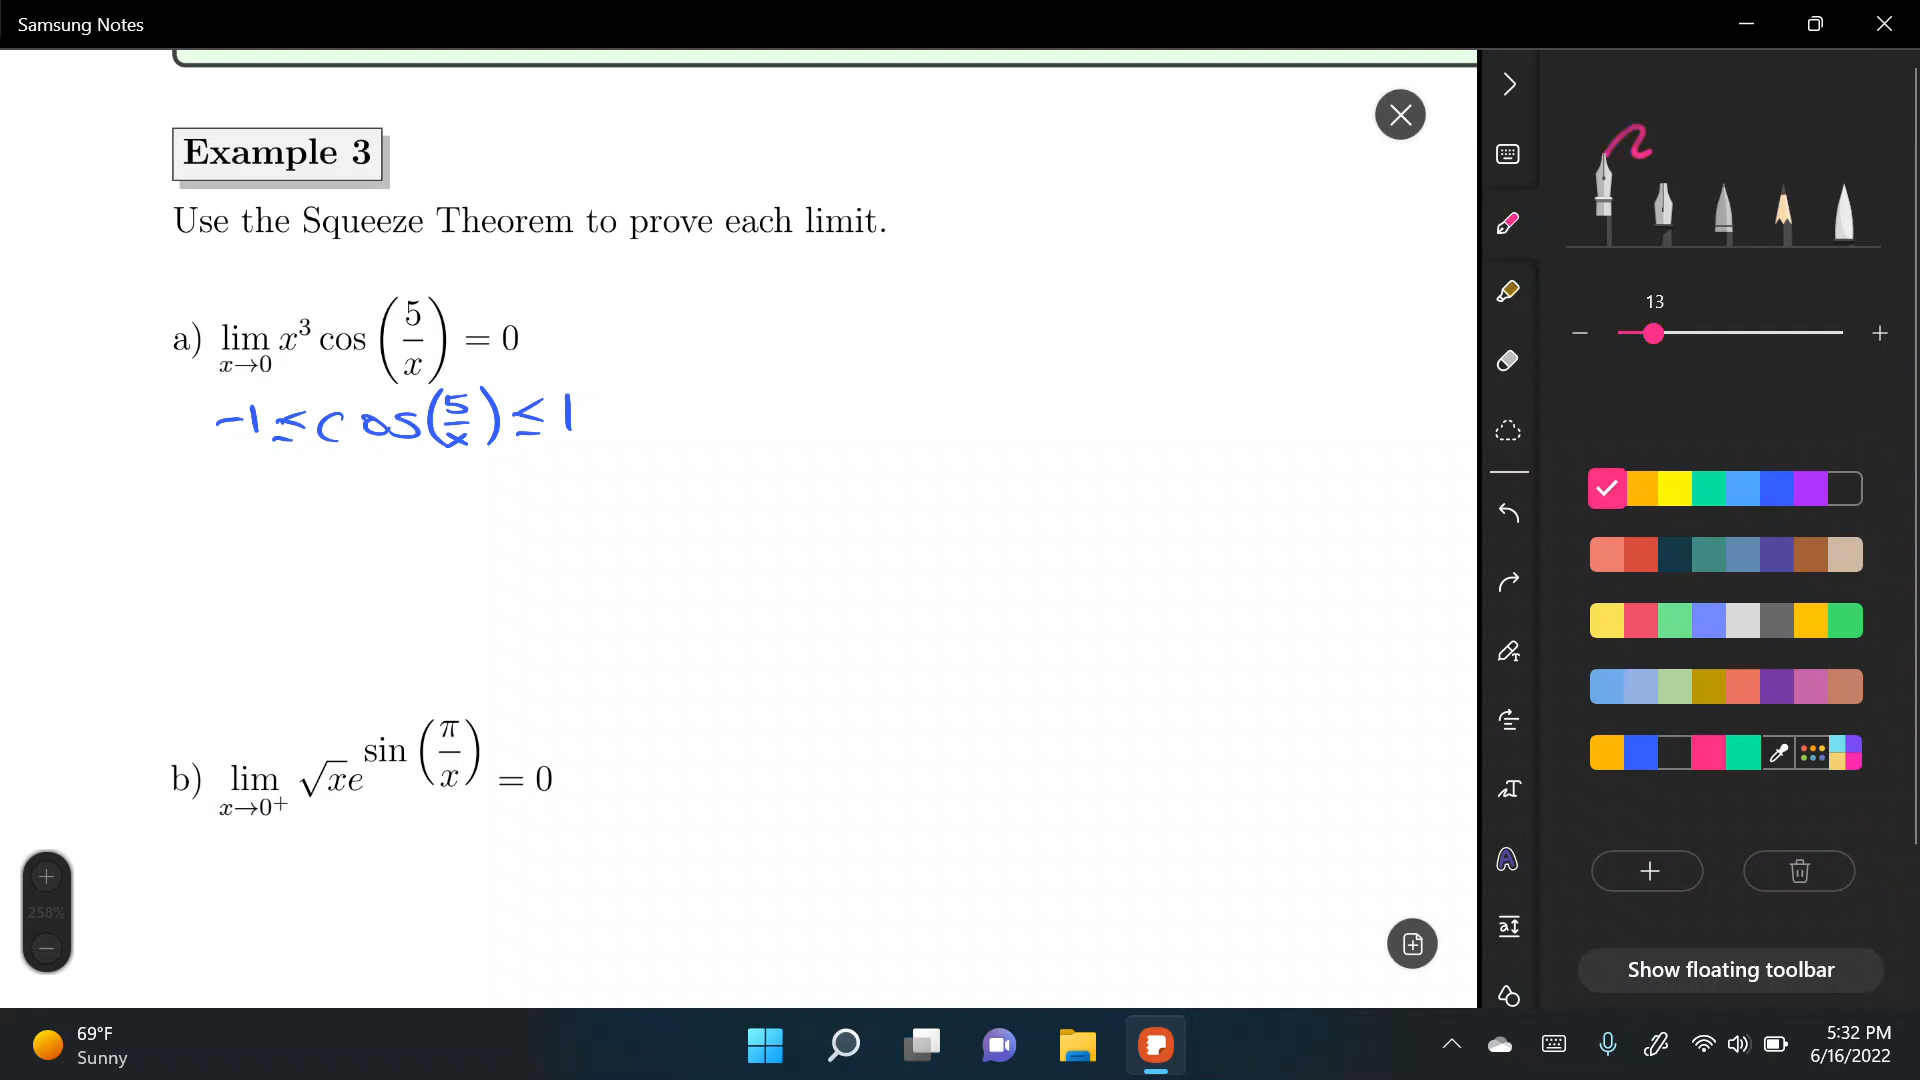 Samsung Notes
Example 3
Use the Squeeze Theorem to prove each limit.
a) lim x→0 x³ cos (5/x) = 0
-1 ≤ cos(5/x) ≤ 1
b) lim x→0⁺ √x e^sin(π/x) = 0
13
258%
Show floating toolbar
69°F
Sunny
5:32 PM
6/16/2022